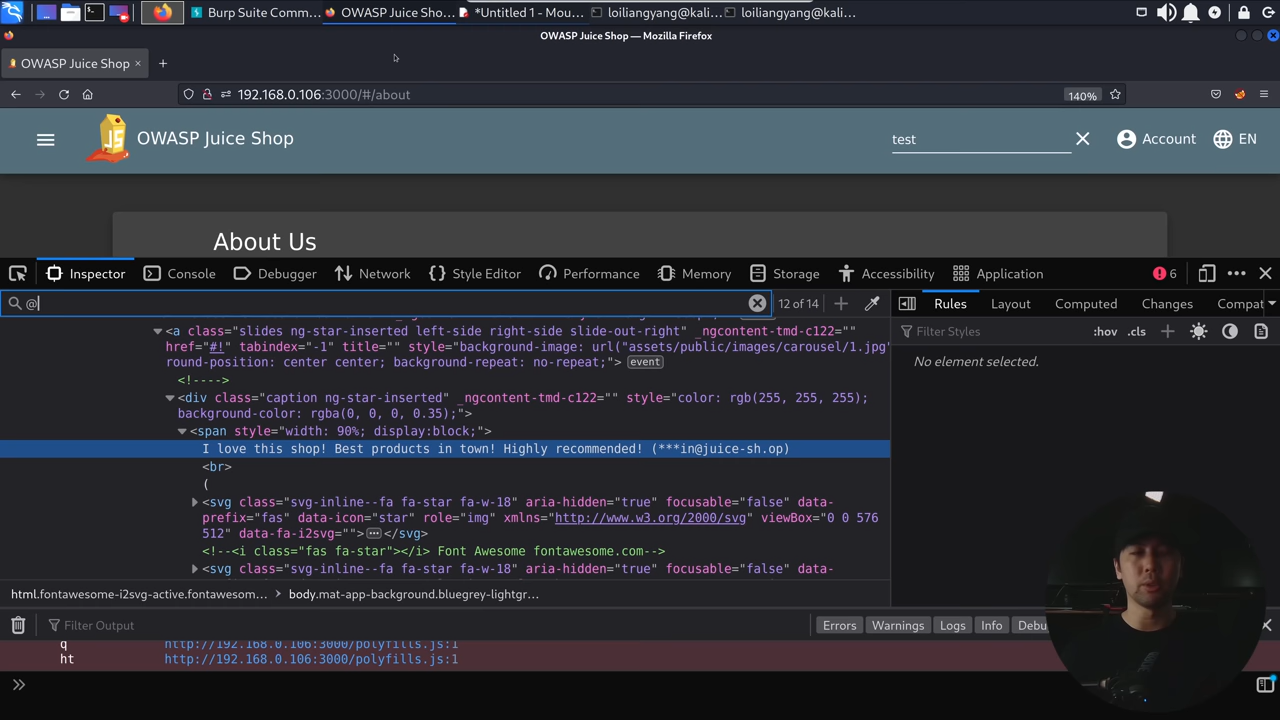 Burp Suite Comm...
OWASP Juice Sho...
*Untitled 1 - Mou...
loiliangyang@kali...
loiliangyang@kali...
OWASP Juice Shop — Mozilla Firefox
OWASP Juice Shop
192.168.0.106:3000/#/about
140%
JS
OWASP Juice Shop
test
Account
EN
About Us
Inspector
Console
Debugger
Network
Style Editor
Performance
Memory
Storage
Accessibility
Application
6
@
12 of 14
Rules
Layout
Computed
Changes
Compat
Filter Styles
:hov
.cls
No element selected.
<a class="slides ng-star-inserted left-side right-side slide-out-right" _ngcontent-tmd-c122=""
href="#!" tabindex="-1" title="" style="background-image: url("assets/public/images/carousel/1.jpg"
round-position: center center; background-repeat: no-repeat;"> event
<!---->
<div class="caption ng-star-inserted" _ngcontent-tmd-c122="" style="color: rgb(255, 255, 255);
background-color: rgba(0, 0, 0, 0.35);">
<span style="width: 90%; display:block;">
I love this shop! Best products in town! Highly recommended! (***in@juice-sh.op)
<br>
(
<svg class="svg-inline--fa fa-star fa-w-18" aria-hidden="true" focusable="false" data-
prefix="fas" data-icon="star" role="img" xmlns="http://www.w3.org/2000/svg" viewBox="0 0 576
512" data-fa-i2svg=""> ... </svg>
<!--<i class="fas fa-star"></i> Font Awesome fontawesome.com-->
<svg class="svg-inline--fa fa-star fa-w-18" aria-hidden="true" focusable="false" data-
html.fontawesome-i2svg-active.fontawesom...
body.mat-app-background.bluegrey-lightgr...
Filter Output
Errors
Warnings
Logs
Info
Debu
q http://192.168.0.106:3000/polyfills.js:1
ht http://192.168.0.106:3000/polyfills.js:1